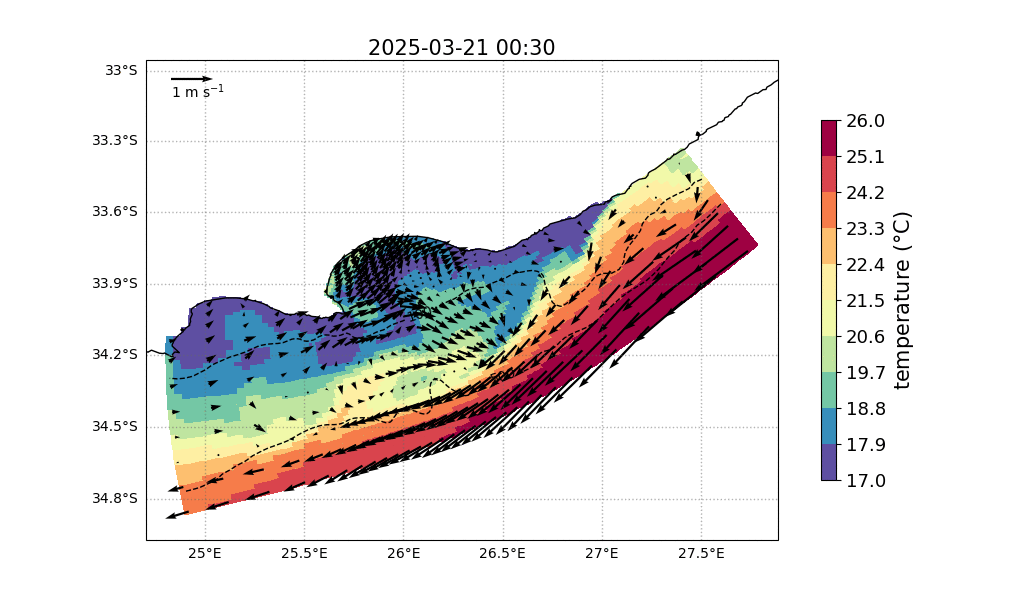 2025-03-21 00:30
1 m s⁻¹
33°S
33.3°S
33.6°S
33.9°S
34.2°S
34.5°S
34.8°S
25°E 25.5°E 26°E 26.5°E 27°E 27.5°E
26.0
25.1
24.2
23.3
22.4
21.5
20.6
19.7
18.8
17.9
17.0
temperature (°C)